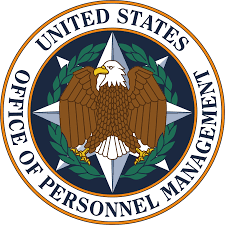 UNITED STATES
OFFICE OF PERSONNEL MANAGEMENT